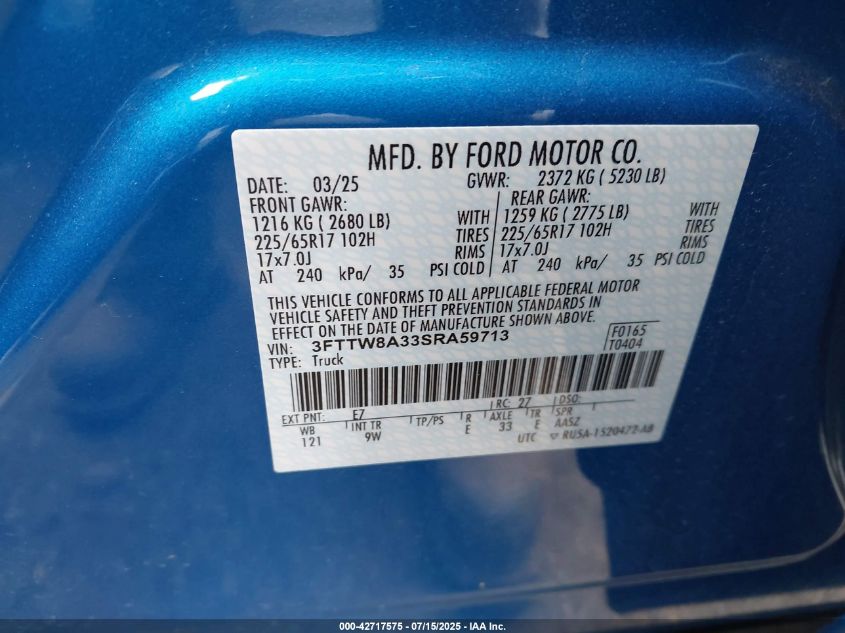 MFD. BY FORD MOTOR CO.
DATE: 03/25 GVWR: 2372 KG ( 5230 LB)
FRONT GAWR: REAR GAWR:
1216 KG ( 2680 LB) WITH 1259 KG ( 2775 LB) WITH
225/65R17 102H TIRES 225/65R17 102H TIRES
17x7.0J RIMS 17x7.0J RIMS
AT 240 kPa/ 35 PSI COLD AT 240 kPa/ 35 PSI COLD
THIS VEHICLE CONFORMS TO ALL APPLICABLE FEDERAL MOTOR
VEHICLE SAFETY AND THEFT PREVENTION STANDARDS IN
EFFECT ON THE DATE OF MANUFACTURE SHOWN ABOVE.
VIN: 3FTTW8A33SRA59713 F0165
TYPE: Truck T0404
EXT PNT: E7 RC: 27 DSO:
WB INT TR TP/PS R AXLE TR SPR
121 9W E 33 E AASZ
UTC RUSA-1520472-AB
000-42717575 - 07/15/2025 - IAA Inc.